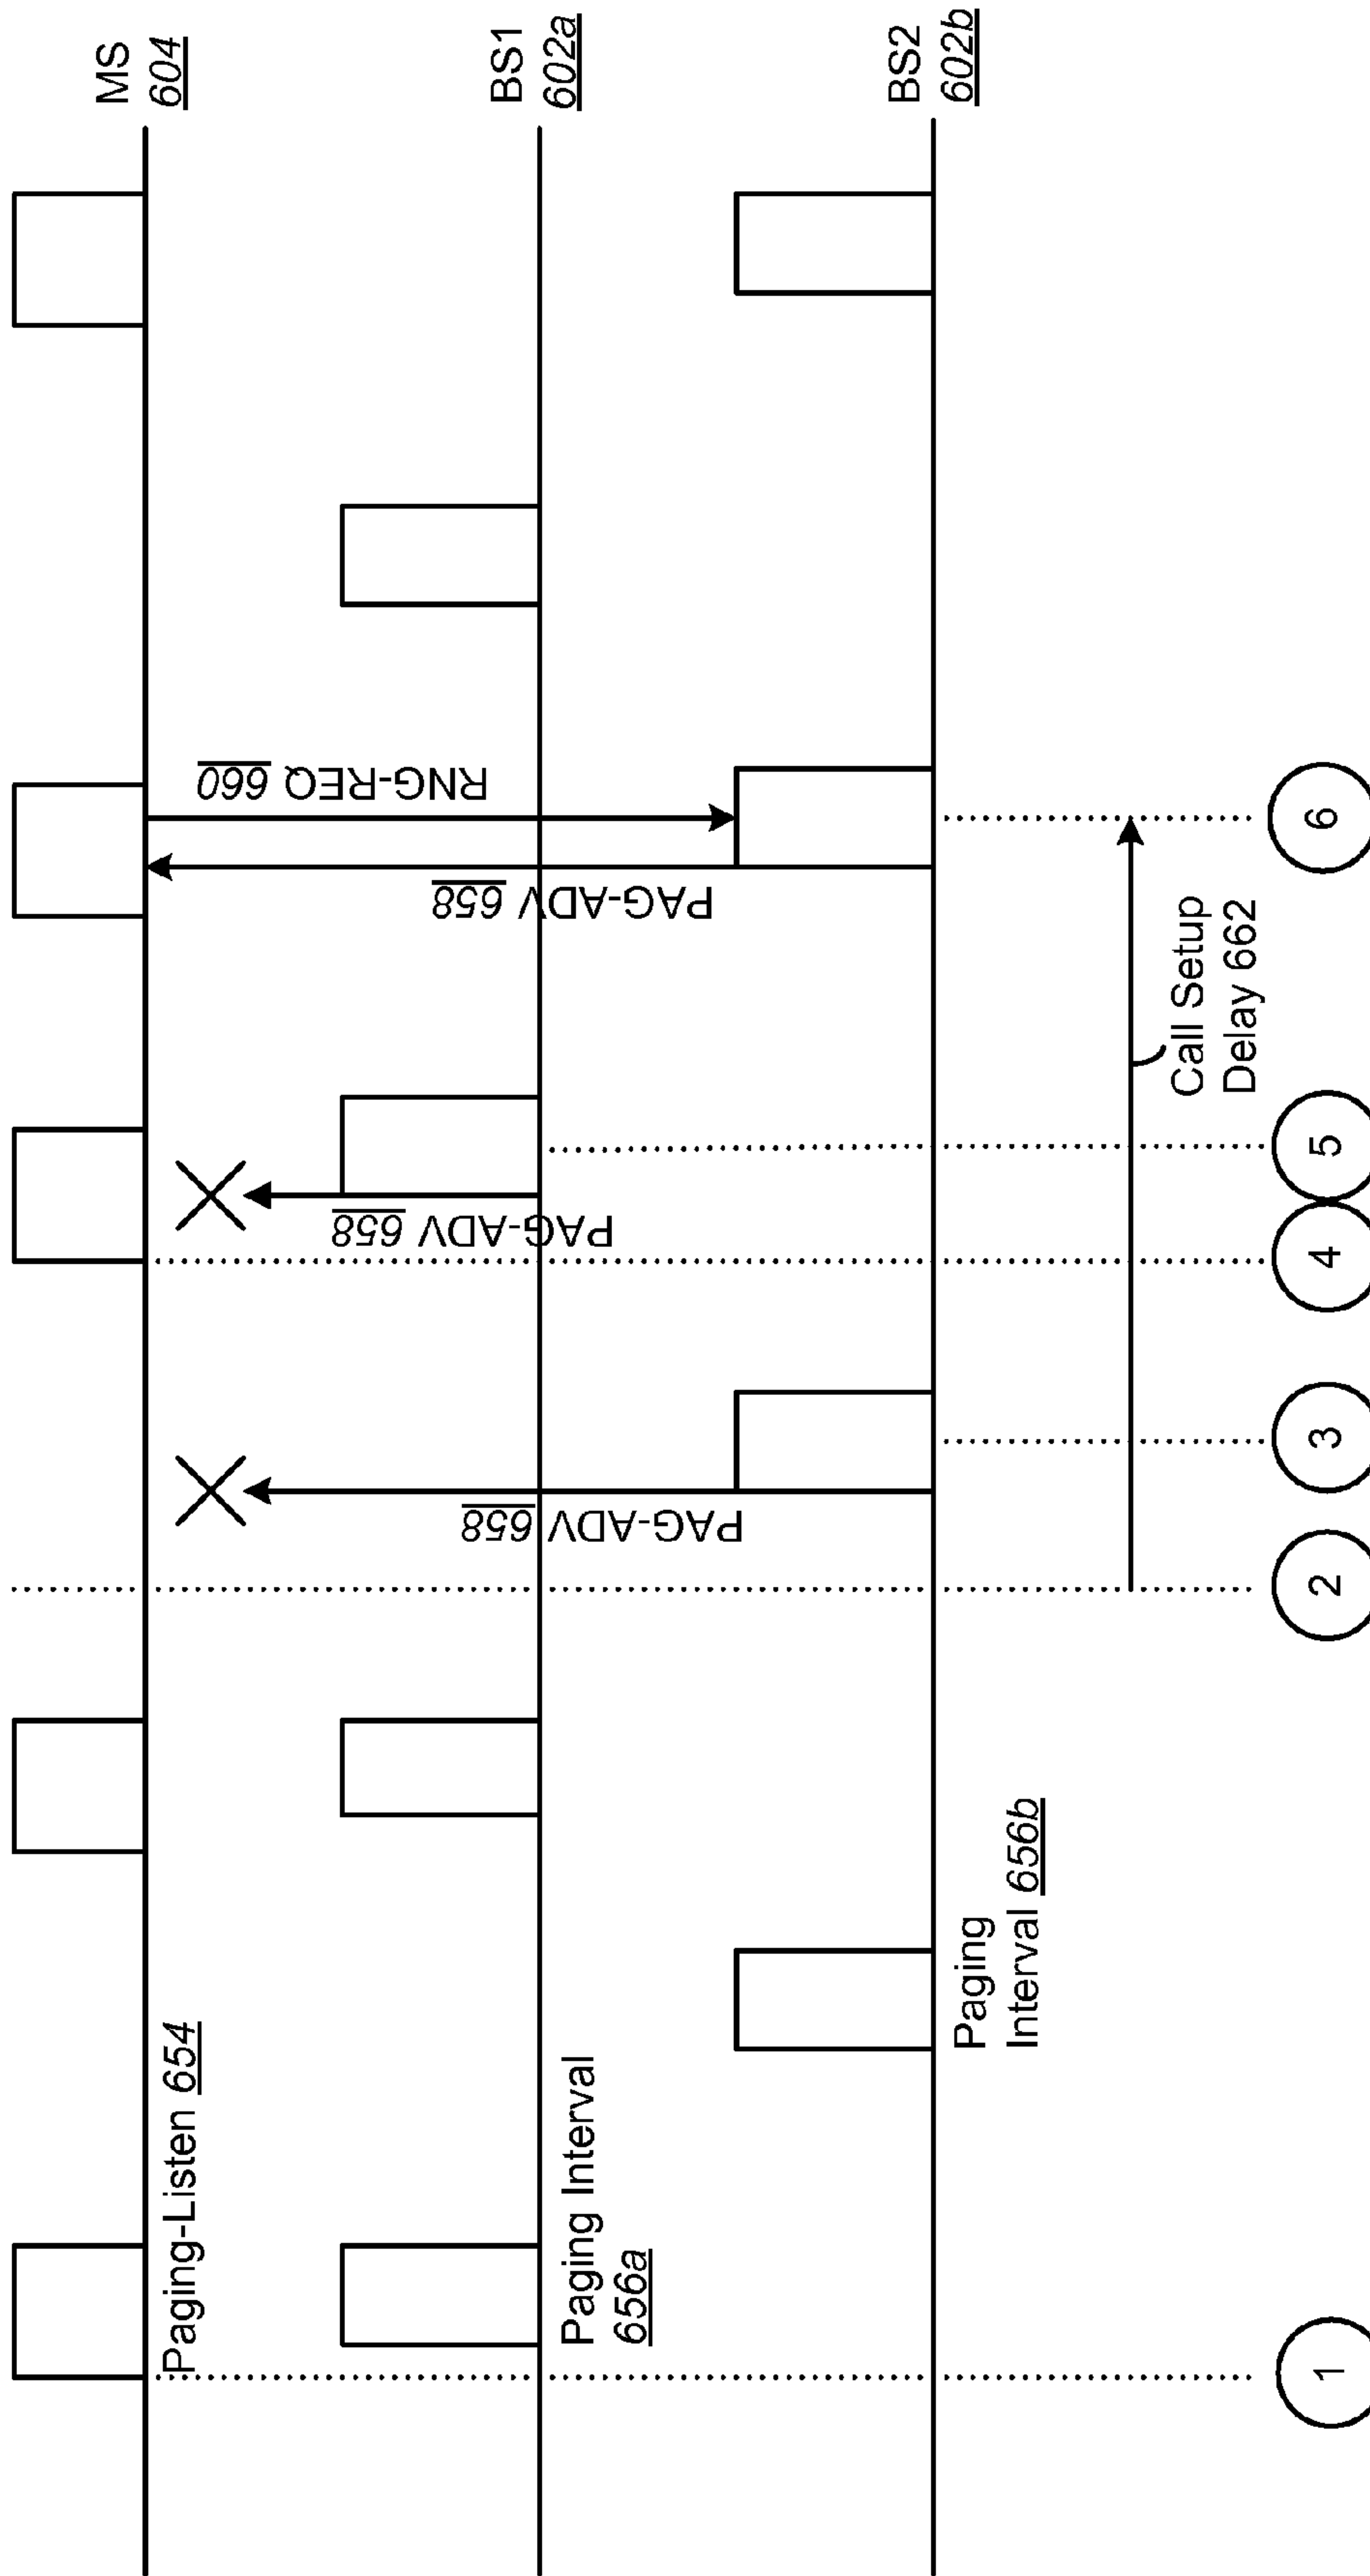 MS
604
Paging-Listen 654
BS1
602a
Paging Interval
656a
BS2
602b
Paging
Interval 656b
PAG-ADV 658
PAG-ADV 658
PAG-ADV 658
RNG-REQ 660
Call Setup
Delay 662
1
2
3
4
5
6